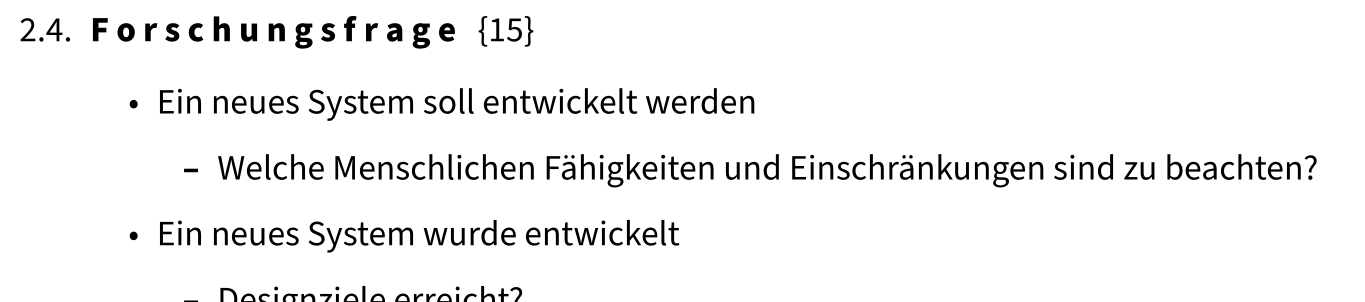 2.4. Forschungsfrage {15}
• Ein neues System soll entwickelt werden
– Welche Menschlichen Fähigkeiten und Einschränkungen sind zu beachten?
• Ein neues System wurde entwickelt
– Designziele erreicht?